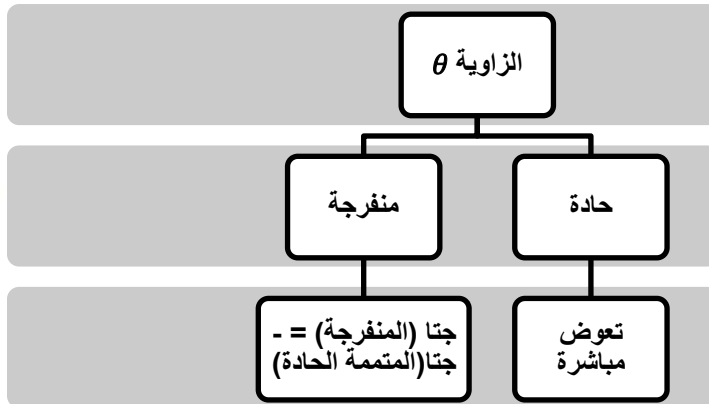 الزاوية θ
حادة
منفرجة
تعوض
مباشرة
جتا (المنفرجة) = -
جتا(المتممة الحادة)